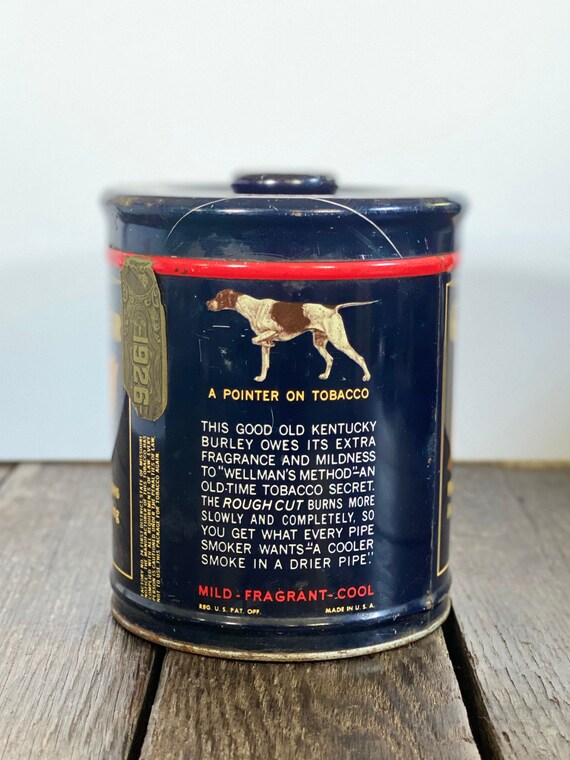 1926
A POINTER ON TOBACCO
THIS GOOD OLD KENTUCKY
BURLEY OWES ITS EXTRA
FRAGRANCE AND MILDNESS
TO "WELLMAN'S METHOD"-AN
OLD-TIME TOBACCO SECRET.
THE ROUGH CUT BURNS MORE
SLOWLY AND COMPLETELY, SO
YOU GET WHAT EVERY PIPE
SMOKER WANTS-"A COOLER
SMOKE IN A DRIER PIPE."
MILD - FRAGRANT - COOL
REG. U.S. PAT. OFF. MADE IN U.S.A.